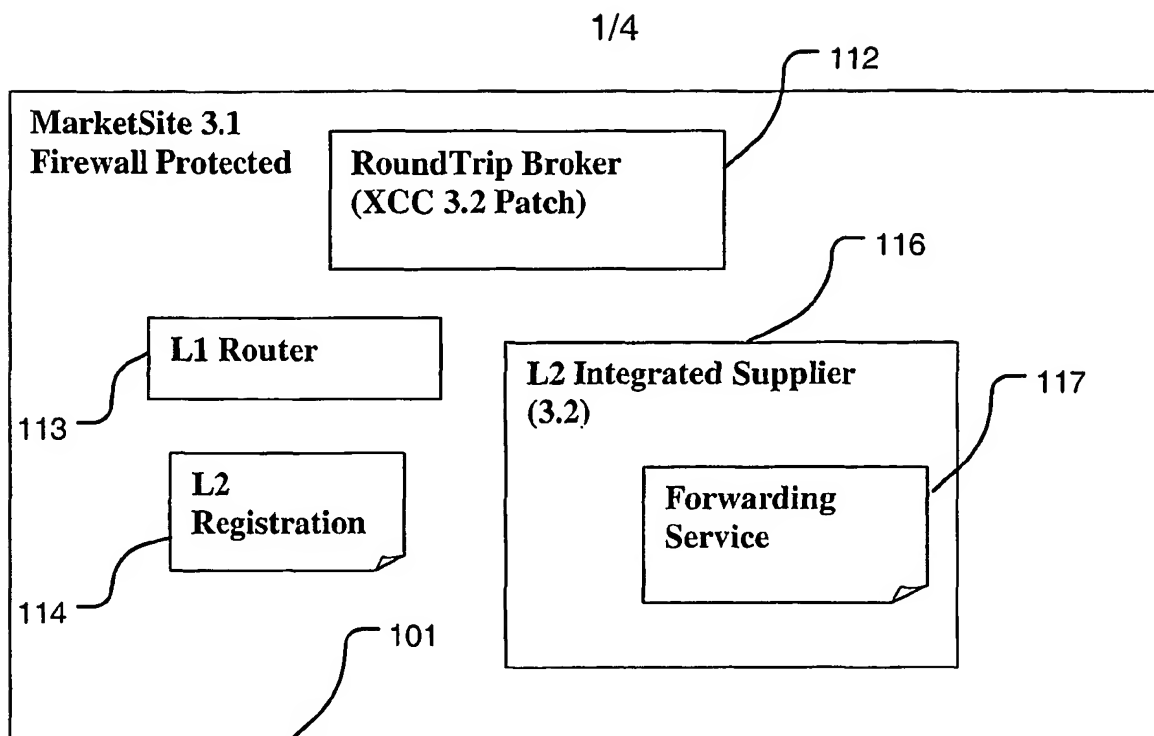 1/4
112
MarketSite 3.1
Firewall Protected
RoundTrip Broker
(XCC 3.2 Patch)
116
L1 Router
113
L2 Integrated Supplier
(3.2)
117
L2
Registration
114
Forwarding
Service
101